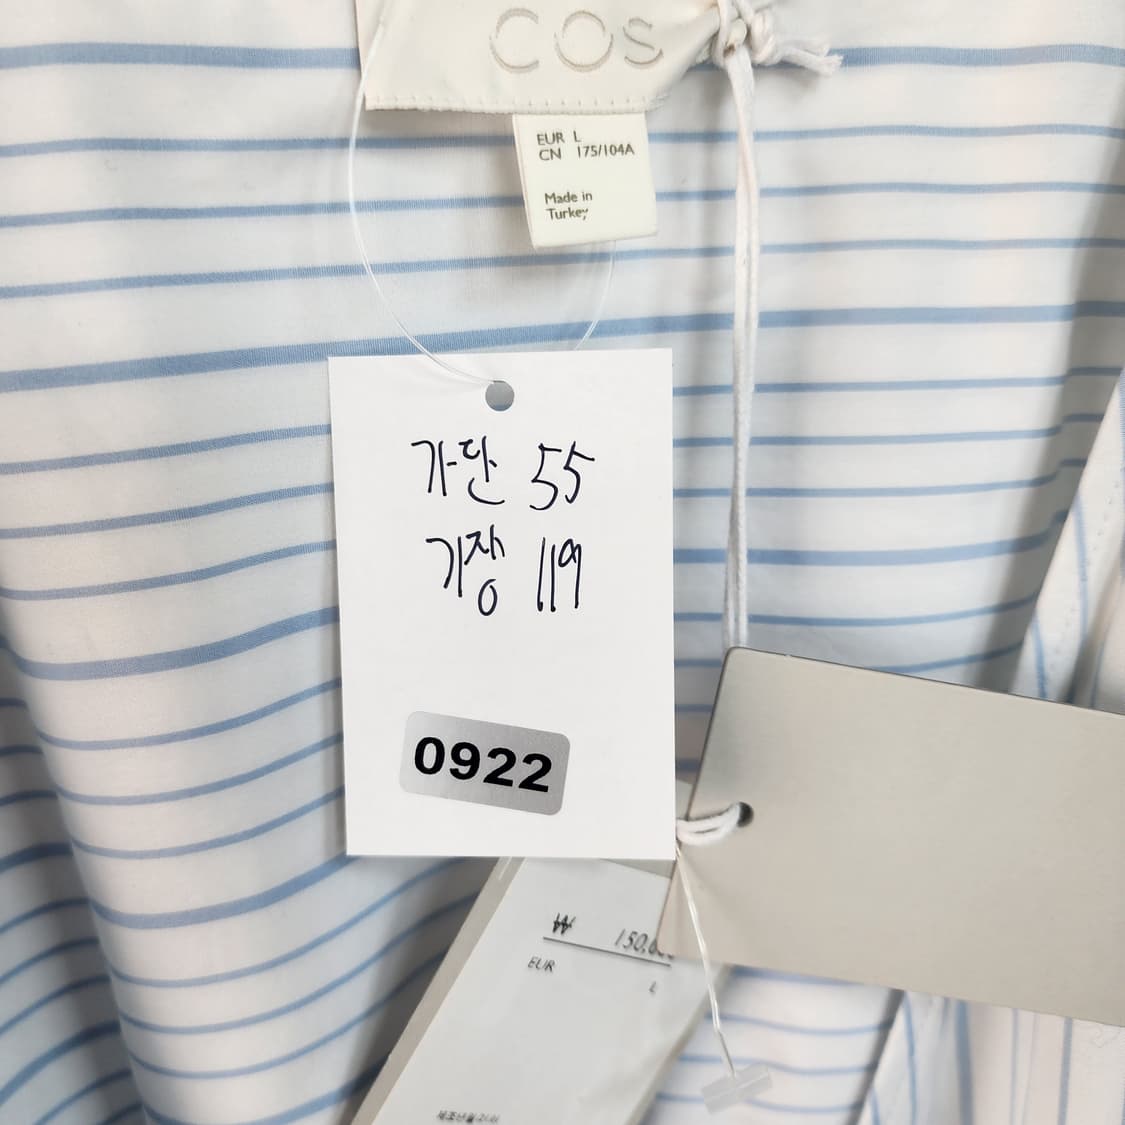 COS
EUR L
CN 175/104A
Made in
Turkey
가단 55
기장 119
0922
₩ 150,0
EUR
L